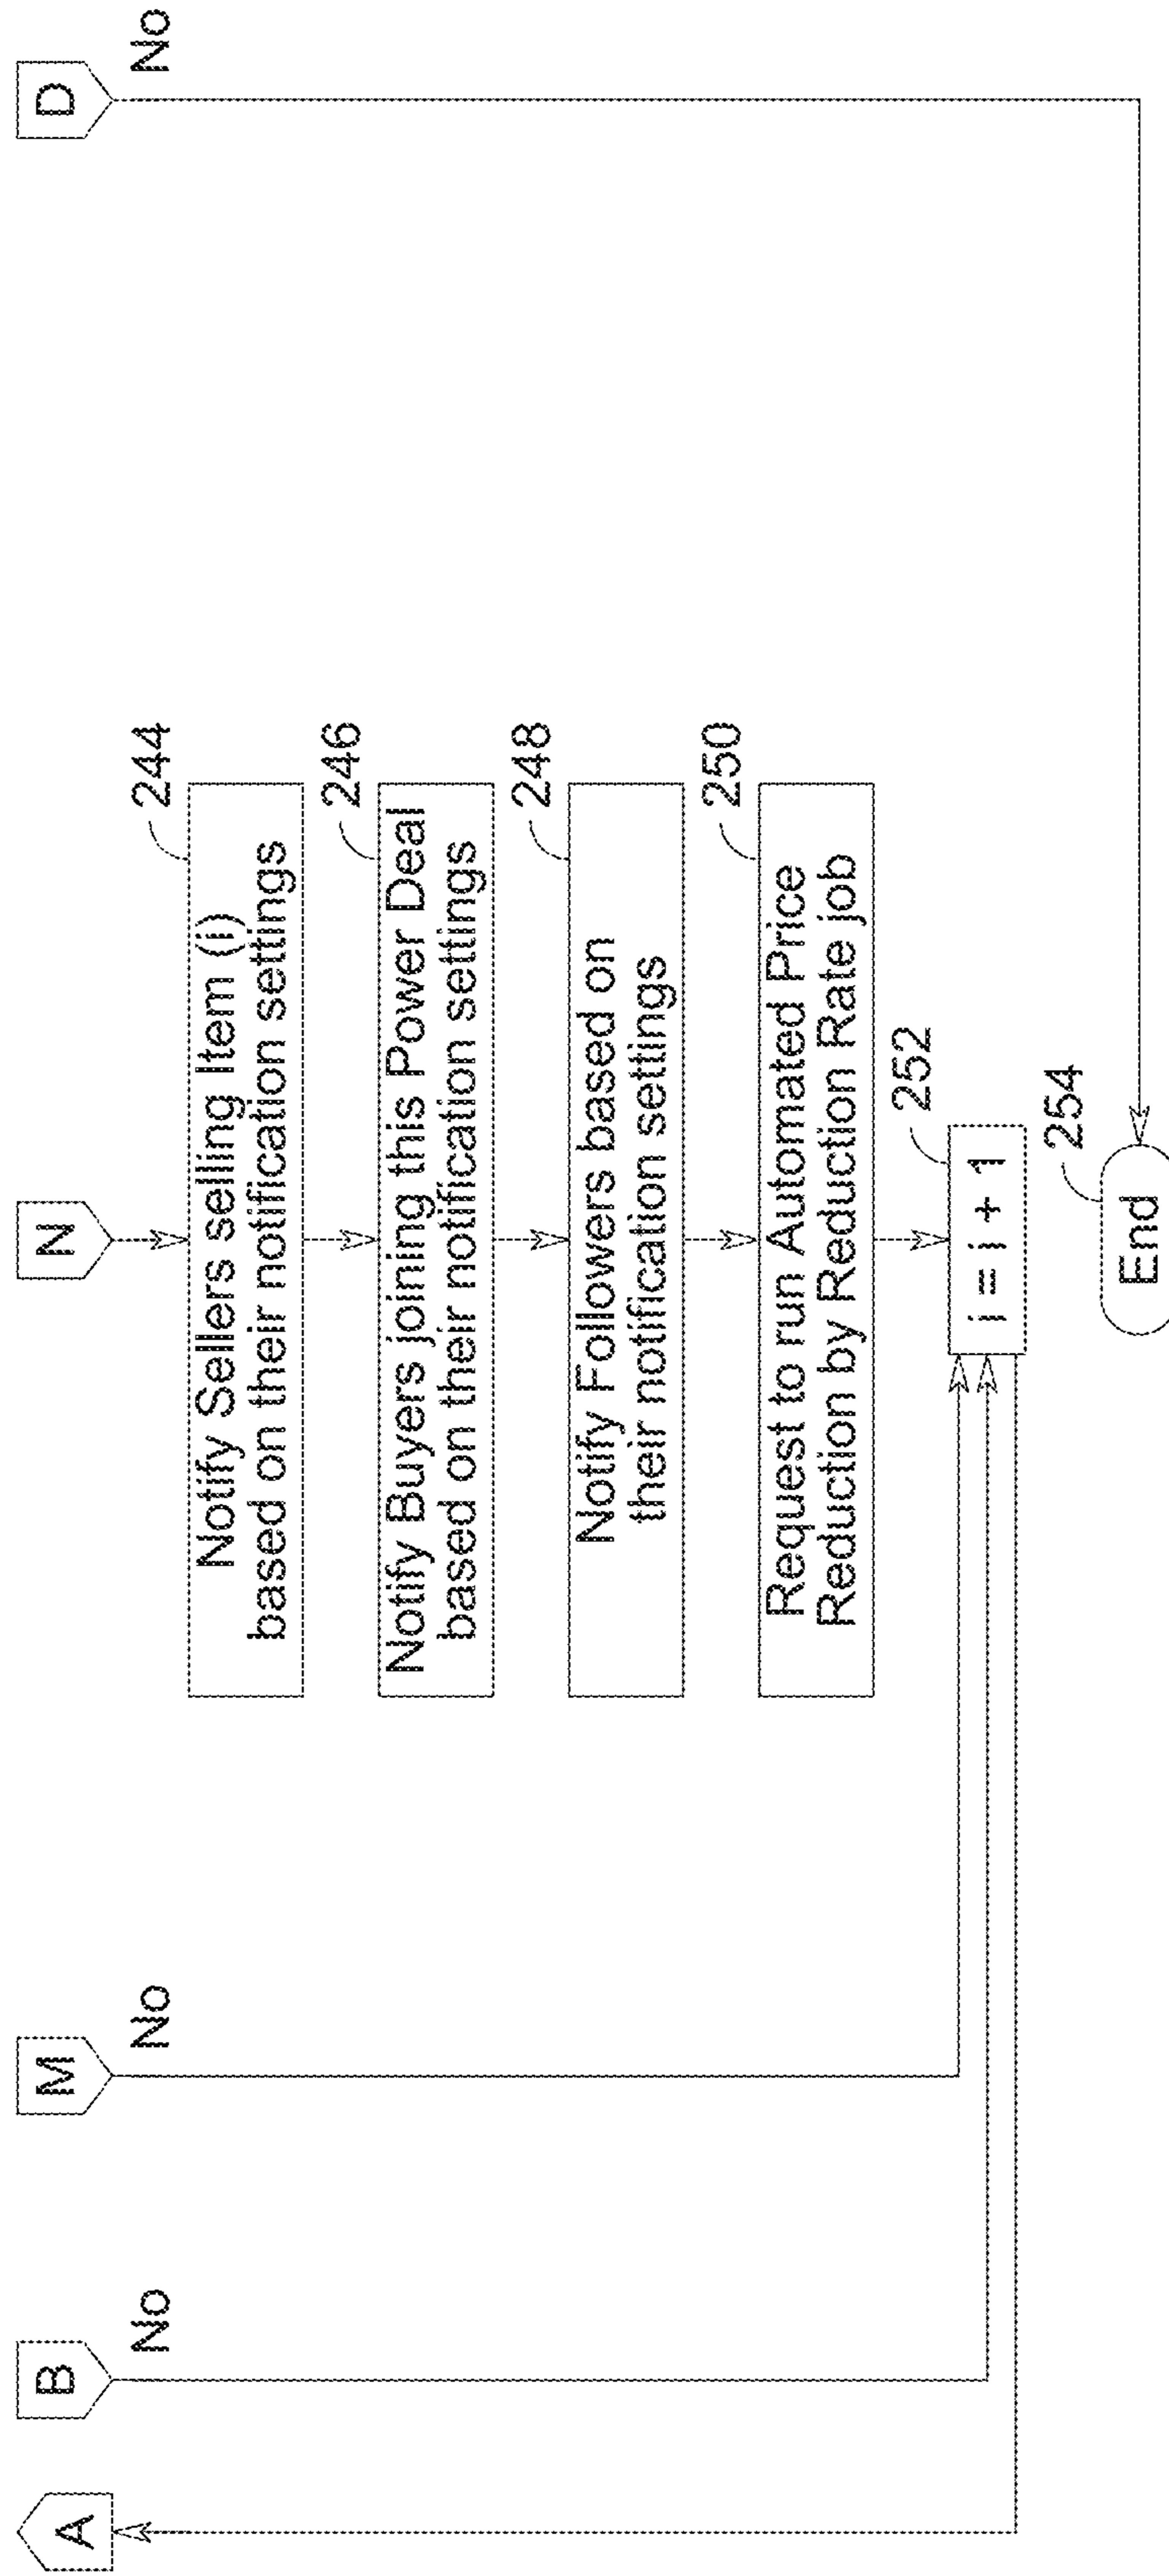 A
B
No
M
No
N
D
No
244
Notify Sellers selling Item (i)
based on their notification settings
246
Notify Buyers joining this Power Deal
based on their notification settings
248
Notify Followers based on
their notification settings
250
Request to run Automated Price
Reduction by Reduction Rate job
252
i = i + 1
254
End